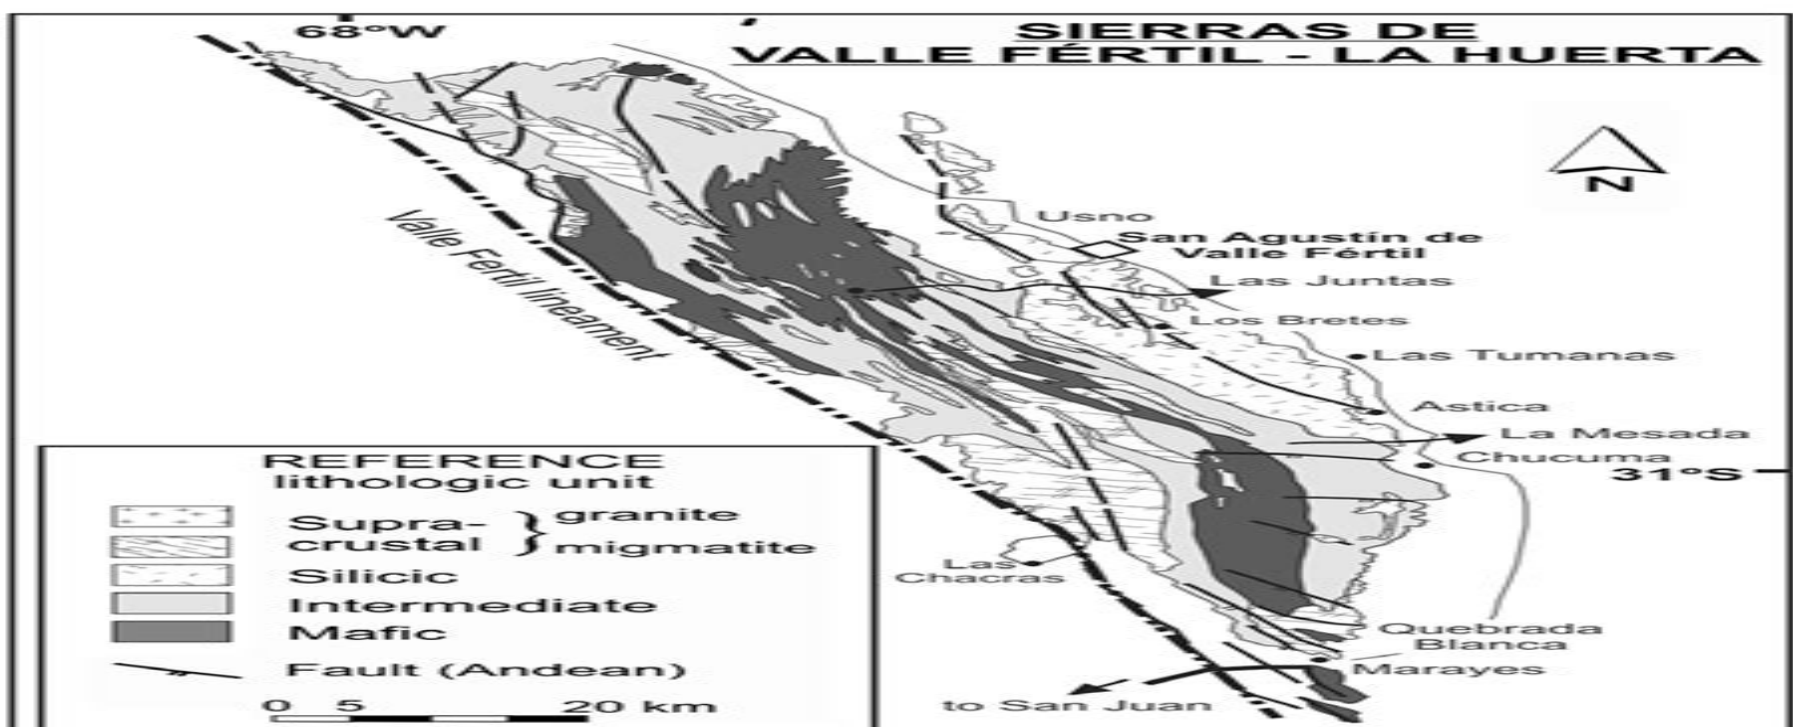 68°W
SIERRAS DE
VALLE FÉRTIL - LA HUERTA
N
Usno
San Agustín de
Valle Fértil
Las Juntas
Los Bretes
Las Tumanas
Astica
La Mesada
Chucuma
31°S
Valle Fertil lineament
Las
Chacras
Quebrada
Blanca
Marayes
to San Juan
REFERENCE
lithologic unit
Supra- } granite
crustal } migmatite
Silicic
Intermediate
Mafic
Fault (Andean)
0 5 20 km